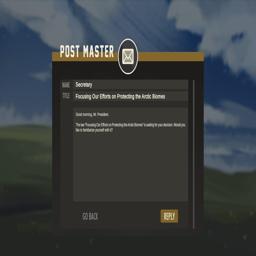 POST MASTER
NAME Secretary
TITLE Focusing Our Efforts on Protecting the Arctic Biomes
Good morning, Mr. President.
The law "Focusing Our Efforts on Protecting the Arctic Biomes" is waiting for your decision. Would you
like to familiarize yourself with it?
GO BACK REPLY